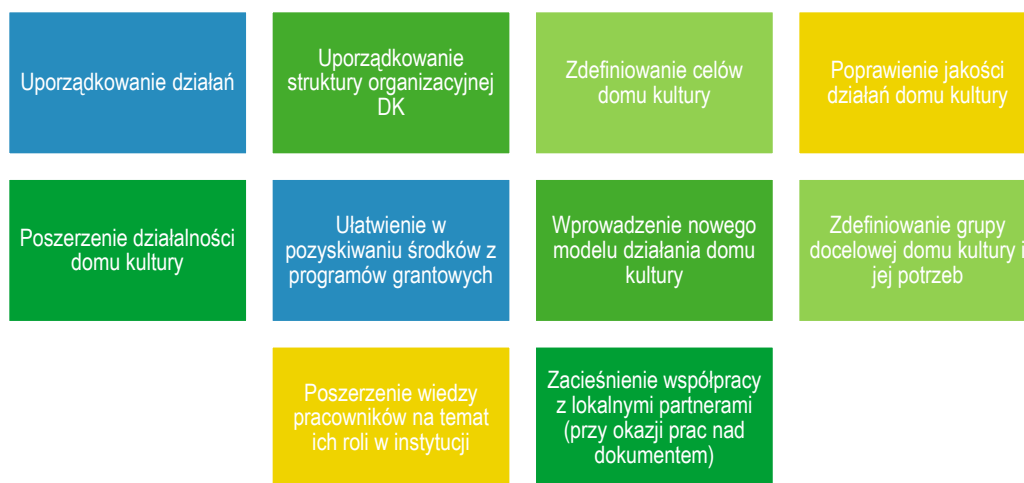 Uporządkowanie działań
Uporządkowanie
struktury organizacyjnej
DK
Zdefiniowanie celów
domu kultury
Poprawienie jakości
działań domu kultury
Poszerzenie działalności
domu kultury
Ułatwienie w
pozyskiwaniu środków z
programów grantowych
Wprowadzenie nowego
modelu działania domu
kultury
Zdefiniowanie grupy
docelowej domu kultury i
jej potrzeb
Poszerzenie wiedzy
pracowników na temat
ich roli w instytucji
Zacieśnienie współpracy
z lokalnymi partnerami
(przy okazji prac nad
dokumentem)